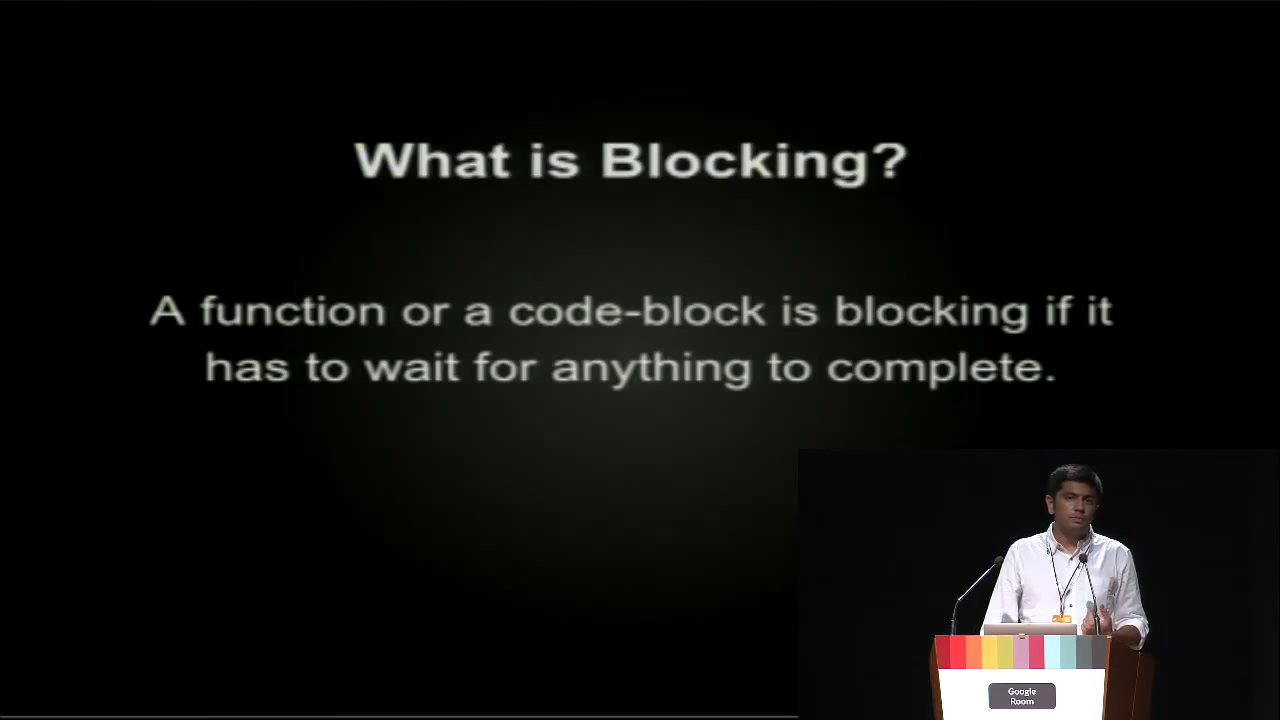 What is Blocking?
A function or a code-block is blocking if it
has to wait for anything to complete.
Google
Room